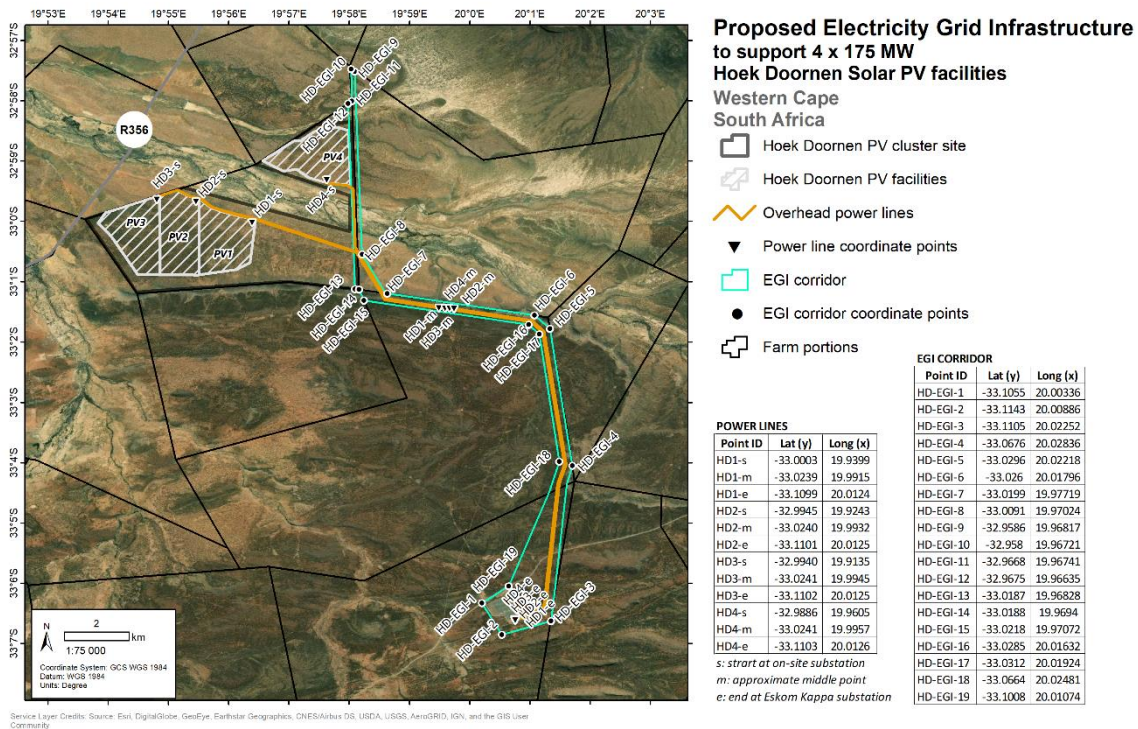 19°53'E 19°54'E 19°55'E 19°56'E 19°57'E 19°58'E 19°59'E 20°0'E 20°1'E 20°2'E 20°3'E
32°57'S
32°58'S
32°59'S
33°0'S
33°1'S
33°2'S
33°4'S
33°5'S
33°6'S
33°7'S
R356
HD-EGI-10
HD-EGI-9
HD-EGI-11
HD-EGI-12
PV4
HD3-s
HD2-s
HD1-s
HD4-s
PV3
PV2
PV1
HD-EGI-8
HD-EGI-7
HD-EGI-13
HD-EGI-14
HD-EGI-15
HD4-m
HD2-m
HD1-m
HD3-m
HD-EGI-6
HD-EGI-5
HD-EGI-16
HD-EGI-17
HD-EGI-18
HD-EGI-4
HD-EGI-19
HD-EGI-1
HD-EGI-2
HD4-e
HD3-e
HD2-e
HD1-e
HD-EGI-3
N
2
km
1:75 000
Coordinate System: GCS WGS 1984
Datum: WGS 1984
Units: Degree
Service Layer Credits: Source: Esri, DigitalGlobe, GeoEye, Earthstar Geographics, CNES/Airbus DS, USDA, USGS, AeroGRID, IGN, and the GIS User
Community
Proposed Electricity Grid Infrastructure
to support 4 x 175 MW
Hoek Doornen Solar PV facilities
Western Cape
South Africa
Hoek Doornen PV cluster site
Hoek Doornen PV facilities
Overhead power lines
Power line coordinate points
EGI corridor
EGI corridor coordinate points
Farm portions
POWER LINES
Point ID Lat (y) Long (x)
HD1-s -33.0003 19.9399
HD1-m -33.0239 19.9915
HD1-e -33.1099 20.0124
HD2-s -32.9945 19.9243
HD2-m -33.0240 19.9932
HD2-e -33.1101 20.0125
HD3-s -32.9940 19.9135
HD3-m -33.0241 19.9945
HD3-e -33.1102 20.0125
HD4-s -32.9886 19.9605
HD4-m -33.0241 19.9957
HD4-e -33.1103 20.0126
s: strart at on-site substation
m: approximate middle point
e: end at Eskom Kappa substation
EGI CORRIDOR
Point ID Lat (y) Long (x)
HD-EGI-1 -33.1055 20.00336
HD-EGI-2 -33.1143 20.00886
HD-EGI-3 -33.1105 20.02252
HD-EGI-4 -33.0676 20.02836
HD-EGI-5 -33.0296 20.02218
HD-EGI-6 -33.026 20.01796
HD-EGI-7 -33.0199 19.97719
HD-EGI-8 -33.0091 19.97024
HD-EGI-9 -32.9586 19.96817
HD-EGI-10 -32.958 19.96721
HD-EGI-11 -32.9668 19.96741
HD-EGI-12 -32.9675 19.96635
HD-EGI-13 -33.0187 19.96828
HD-EGI-14 -33.0188 19.9694
HD-EGI-15 -33.0218 19.97072
HD-EGI-16 -33.0285 20.01632
HD-EGI-17 -33.0312 20.01924
HD-EGI-18 -33.0664 20.02481
HD-EGI-19 -33.1008 20.01074